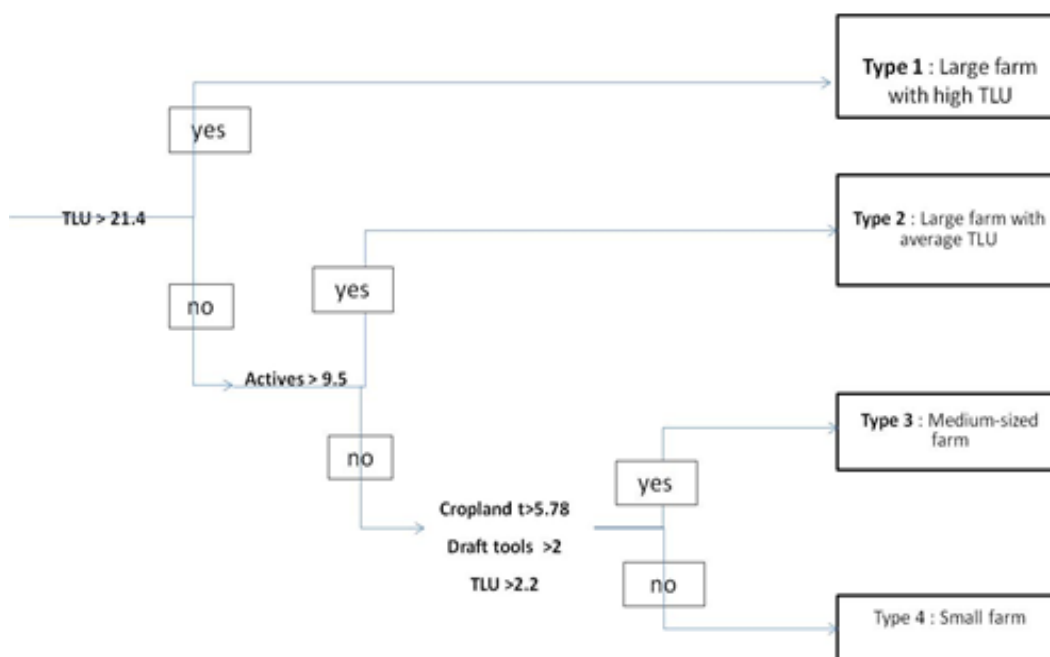 Type 1 : Large farm
with high TLU
yes
TLU > 21.4
Type 2 : Large farm with
average TLU
yes
no
Actives > 9.5
Type 3 : Medium-sized
farm
no
yes
Cropland t>5.78
Draft tools >2
TLU >2.2
no
Type 4 : Small farm